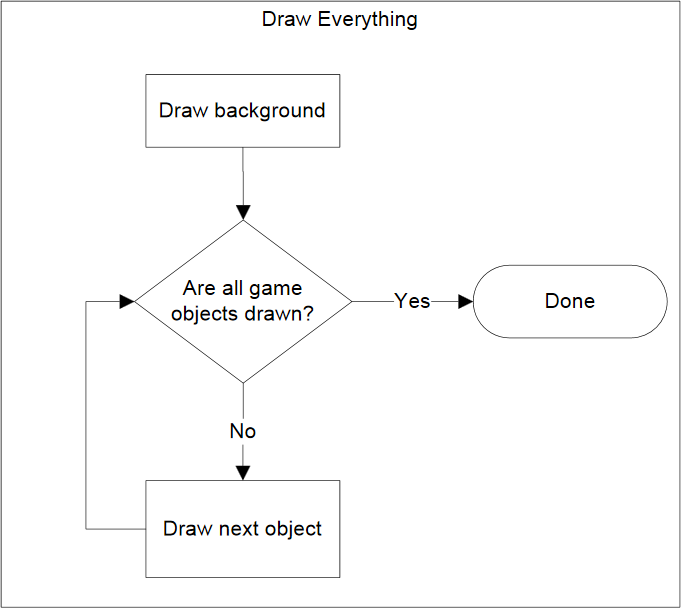 Draw Everything
Draw background
Are all game
objects drawn?
Yes
Done
No
Draw next object